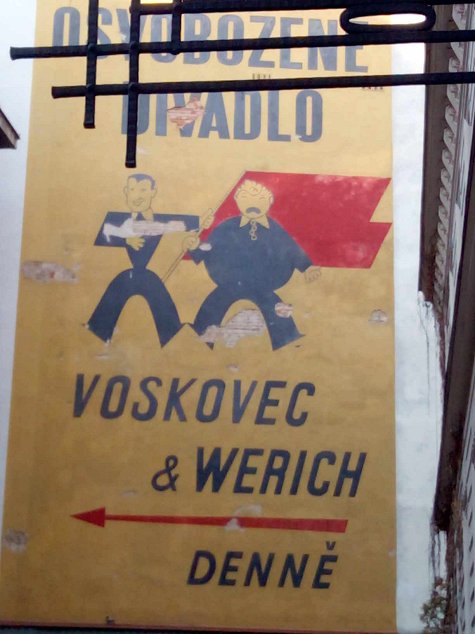 OSVOBOZENÉ
DIVADLO
VOSKOVEC
& WERICH
DENNĚ